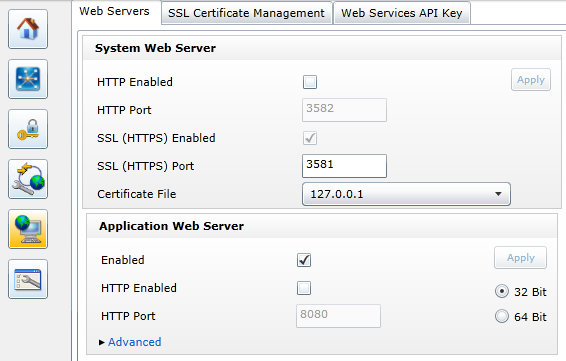 Web Servers SSL Certificate Management Web Services API Key
System Web Server
HTTP Enabled Apply
HTTP Port 3582
SSL (HTTPS) Enabled
SSL (HTTPS) Port 3581
Certificate File 127.0.0.1
Application Web Server
Enabled Apply
HTTP Enabled 32 Bit
HTTP Port 8080 64 Bit
Advanced